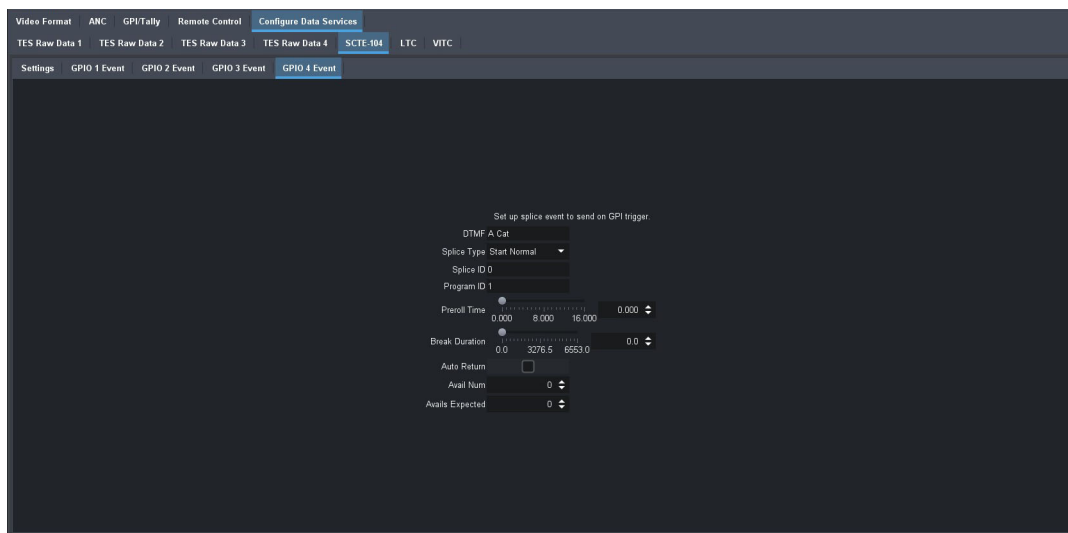 Video Format ANC GPI/Tally Remote Control Configure Data Services
TES Raw Data 1 TES Raw Data 2 TES Raw Data 3 TES Raw Data 4 SCTE-104 LTC VITC
Settings GPIO 1 Event GPIO 2 Event GPIO 3 Event GPIO 4 Event
Set up splice event to send on GPI trigger.
DTMF A Cat
Splice Type Start Normal
Splice ID 0
Program ID 1
Preroll Time 0.000
0.000 8.000 16.000
Break Duration 0.0
0.0 3276.5 6553.0
Auto Return
Avail Num 0
Avails Expected 0